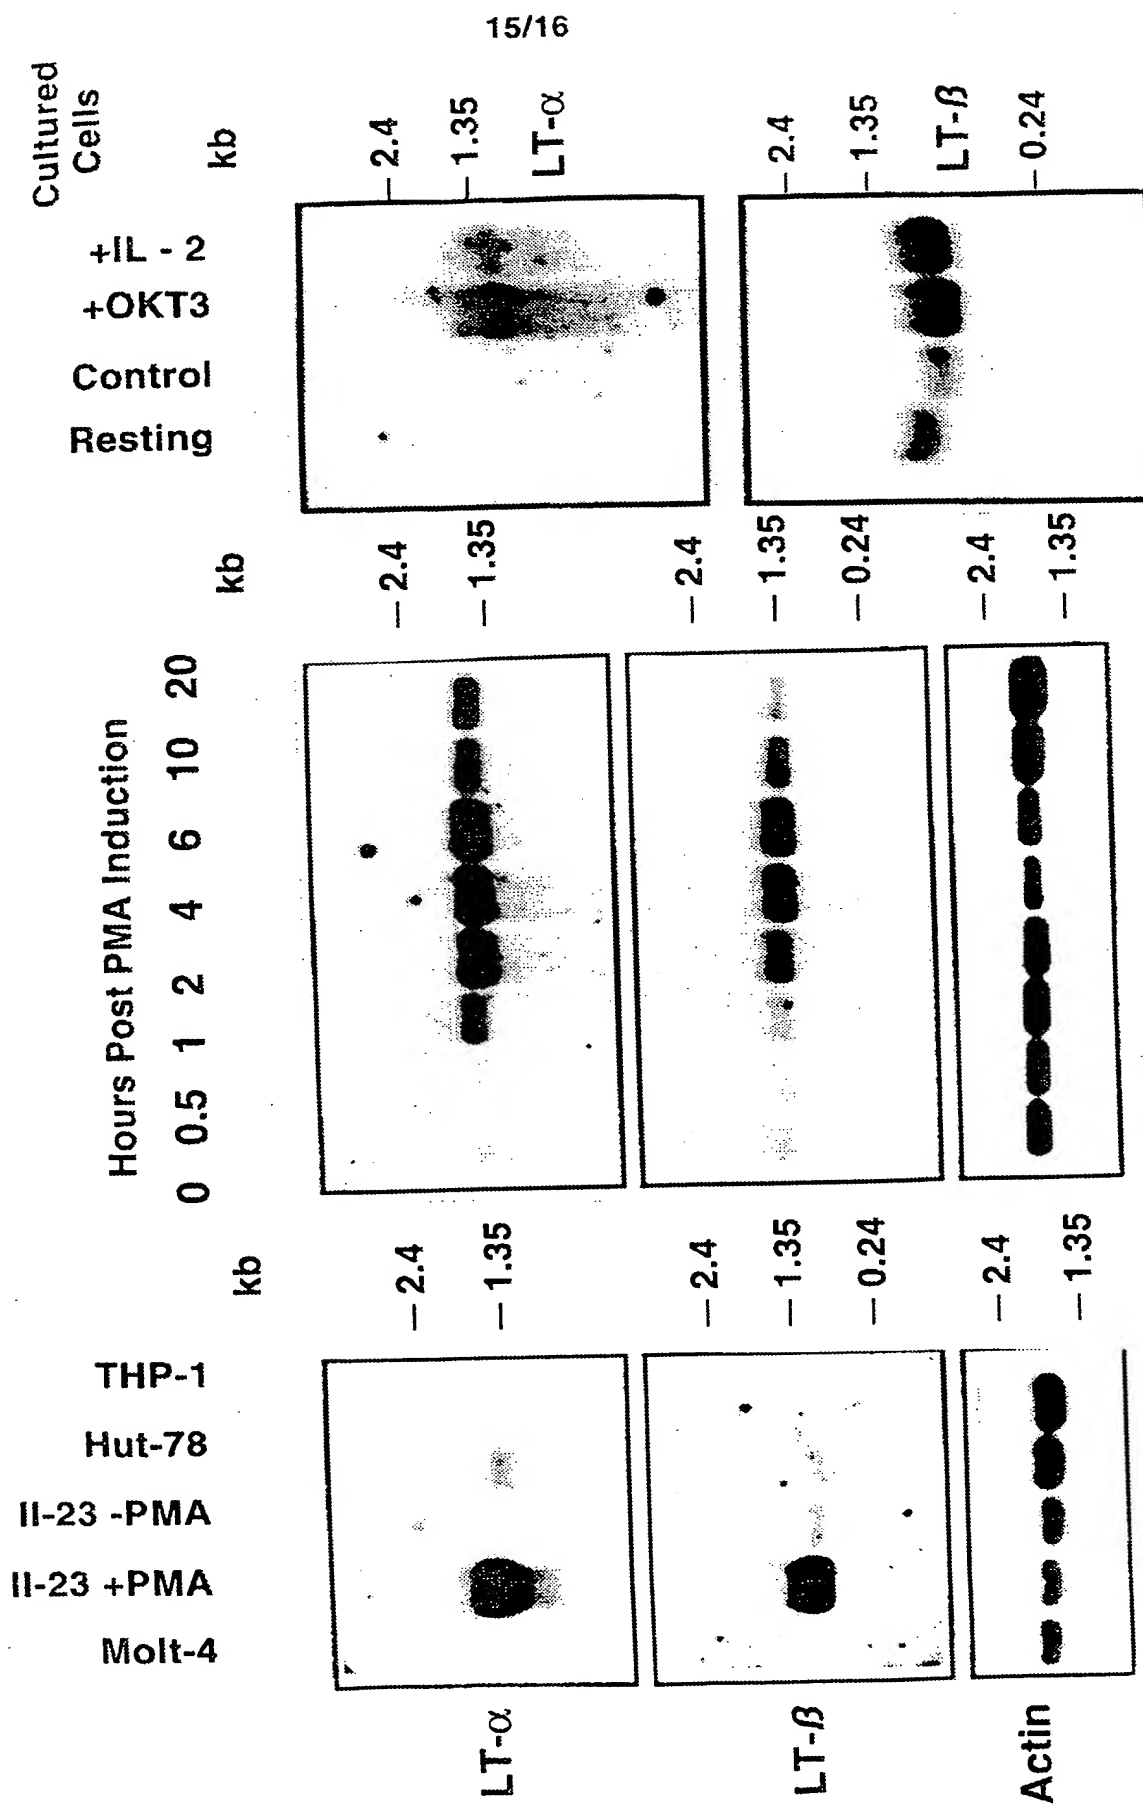 15/16
Cultured
Cells
+IL - 2
+OKT3
Control
Resting
kb
2.4
1.35
LT-α
2.4
1.35
LT-β
0.24
Hours Post PMA Induction
0 0.5 1 2 4 6 10 20
kb
2.4
1.35
2.4
1.35
0.24
2.4
1.35
THP-1
Hut-78
II-23 -PMA
II-23 +PMA
Molt-4
kb
2.4
1.35
2.4
1.35
0.24
2.4
1.35
LT-α
LT-β
Actin